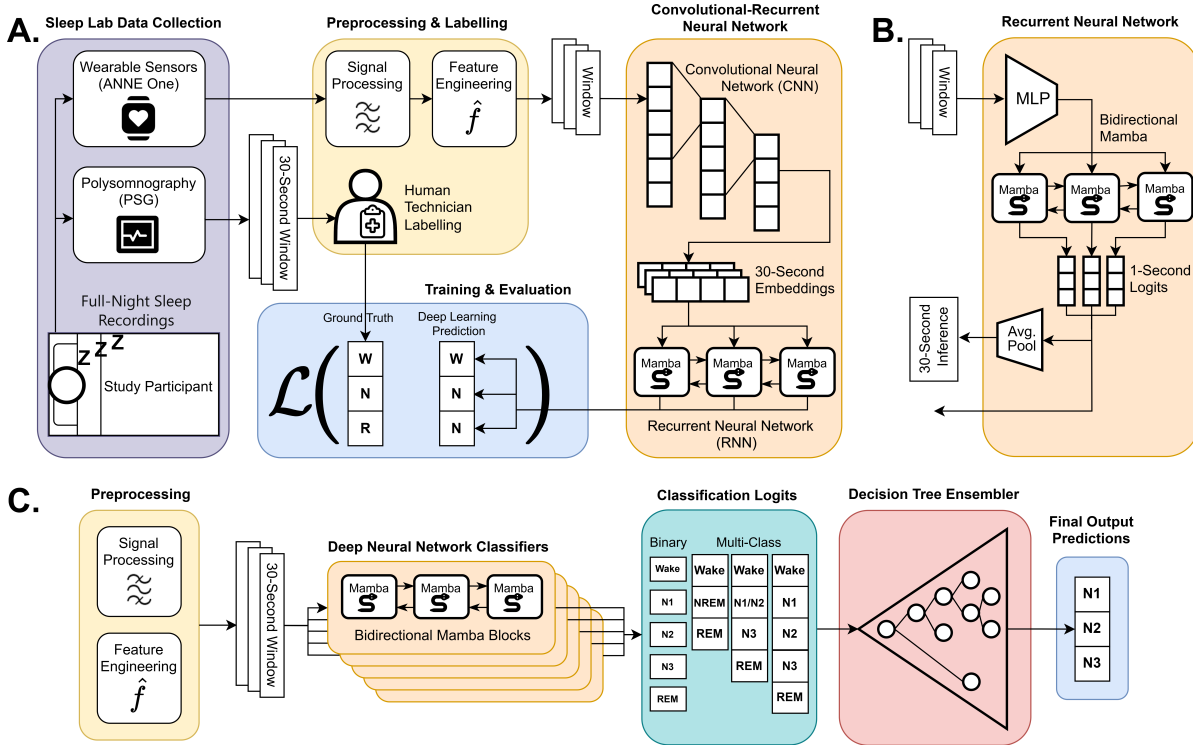 A.
Sleep Lab Data Collection
Wearable Sensors
(ANNE One)
Polysomnography
(PSG)
Full-Night Sleep
Recordings
Z Z Z
Study Participant
30-Second Window
Preprocessing & Labelling
Signal
Processing
Feature
Engineering
f̂
Human
Technician
Labelling
Window
Training & Evaluation
Ground Truth
Deep Learning
Prediction
ℒ(
W
N
R
W
N
N
)
Convolutional-Recurrent
Neural Network
Convolutional Neural
Network (CNN)
30-Second
Embeddings
Mamba
Mamba
Mamba
Recurrent Neural Network
(RNN)
B.
Recurrent Neural Network
Window
MLP
Bidirectional
Mamba
Mamba
Mamba
Mamba
1-Second
Logits
Avg.
Pool
30-Second
Inference
C.
Preprocessing
Signal
Processing
Feature
Engineering
f̂
30-Second Window
Deep Neural Network Classifiers
Mamba
Mamba
Mamba
Bidirectional Mamba Blocks
Classification Logits
Binary
Wake
N1
N2
N3
REM
Multi-Class
Wake
NREM
REM
Wake
N1/N2
N3
REM
Wake
N1
N2
N3
REM
Decision Tree Ensembler
Final Output
Predictions
N1
N2
N3